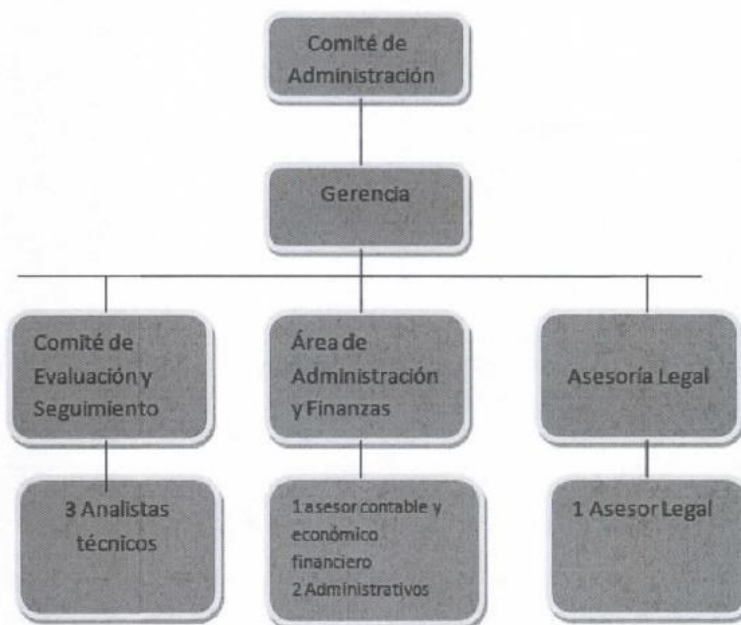 Comité de
Administración
Gerencia
Comité de
Evaluación y
Seguimiento
Área de
Administración
y Finanzas
Asesoría Legal
3 Analistas
técnicos
1 asesor contable y
económico
financiero
2 Administrativos
1 Asesor Legal